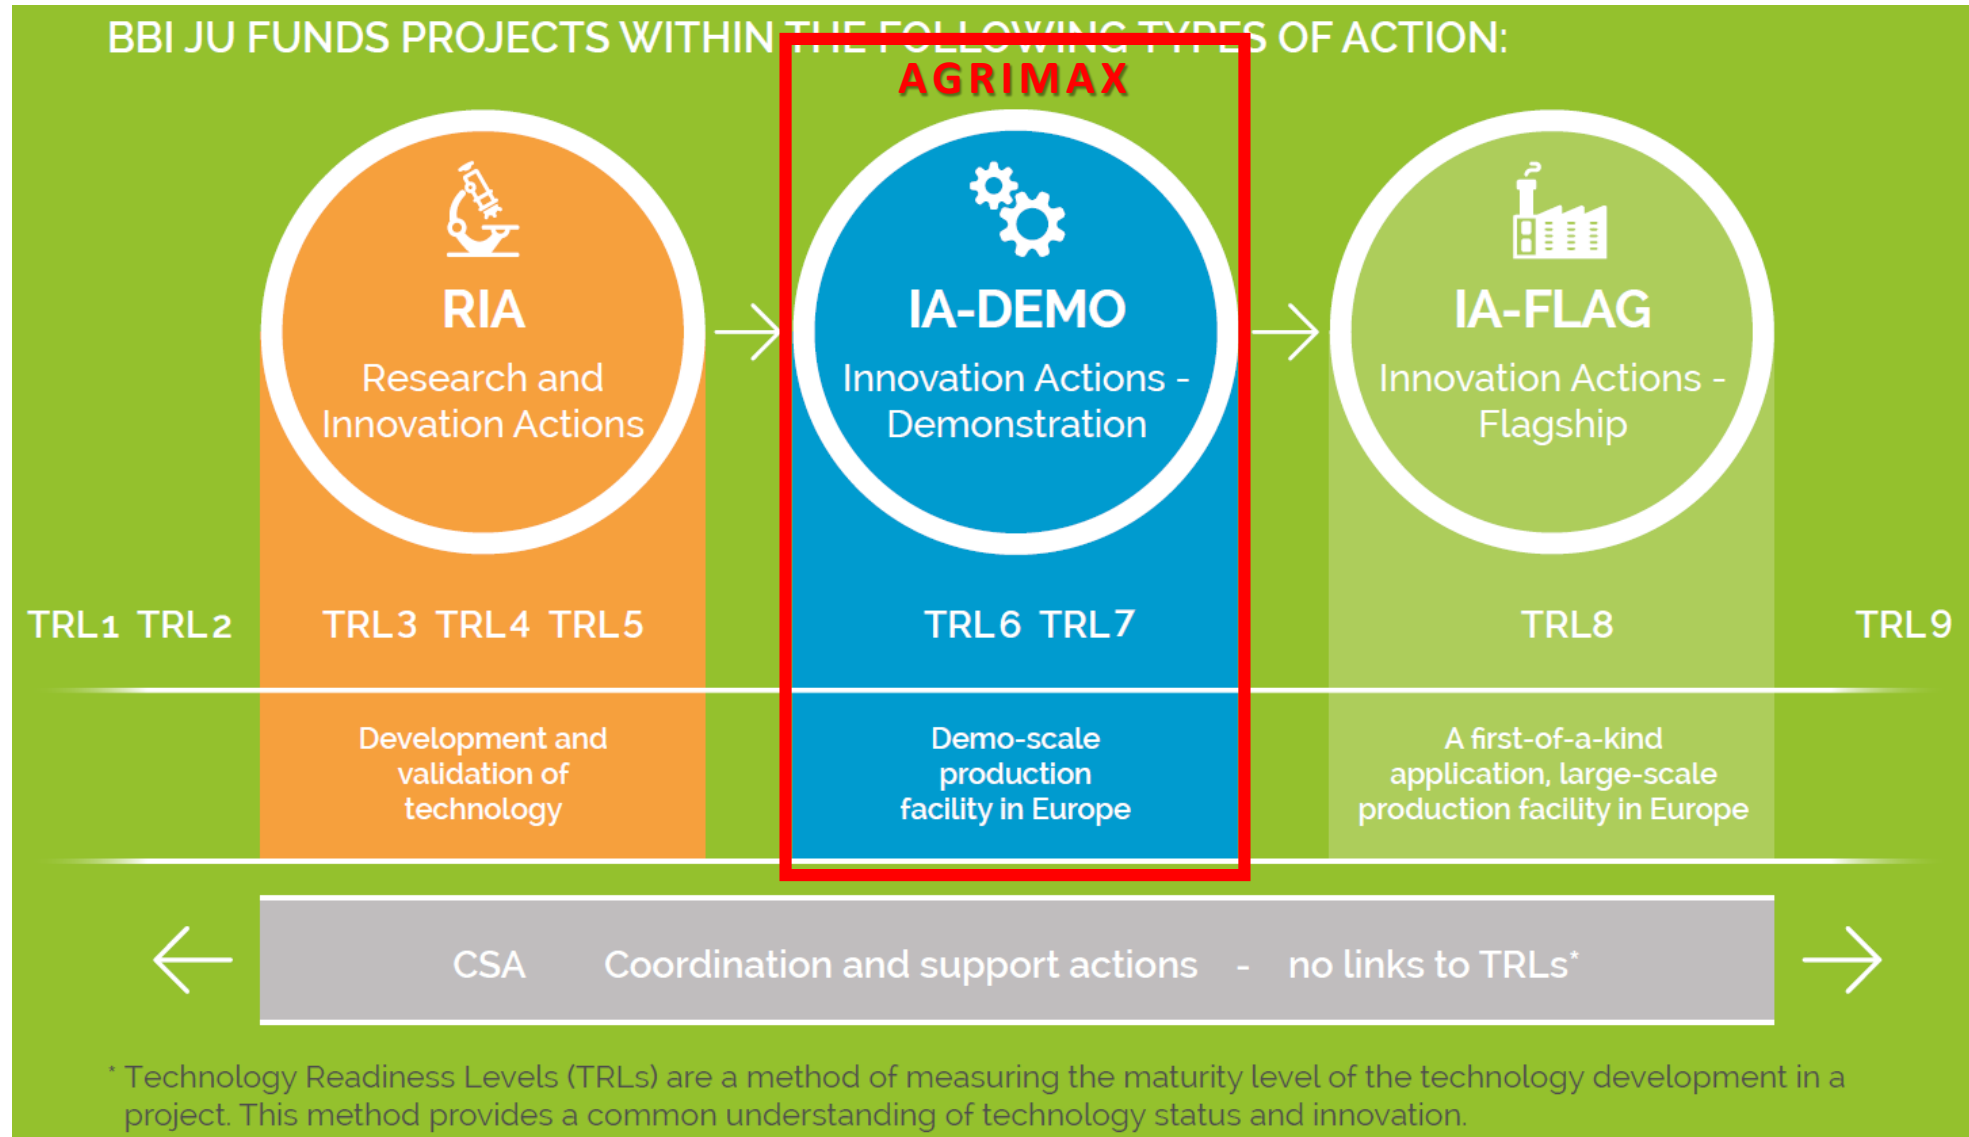 BBI JU FUNDS PROJECTS WITHIN THE FOLLOWING TYPES OF ACTION:
AGRIMAX
RIA
Research and
Innovation Actions
IA-DEMO
Innovation Actions -
Demonstration
IA-FLAG
Innovation Actions -
Flagship
TRL1 TRL2 TRL3 TRL4 TRL5 TRL6 TRL7 TRL8 TRL9
Development and
validation of
technology
Demo-scale
production
facility in Europe
A first-of-a-kind
application, large-scale
production facility in Europe
CSA Coordination and support actions - no links to TRLs*
* Technology Readiness Levels (TRLs) are a method of measuring the maturity level of the technology development in a
project. This method provides a common understanding of technology status and innovation.